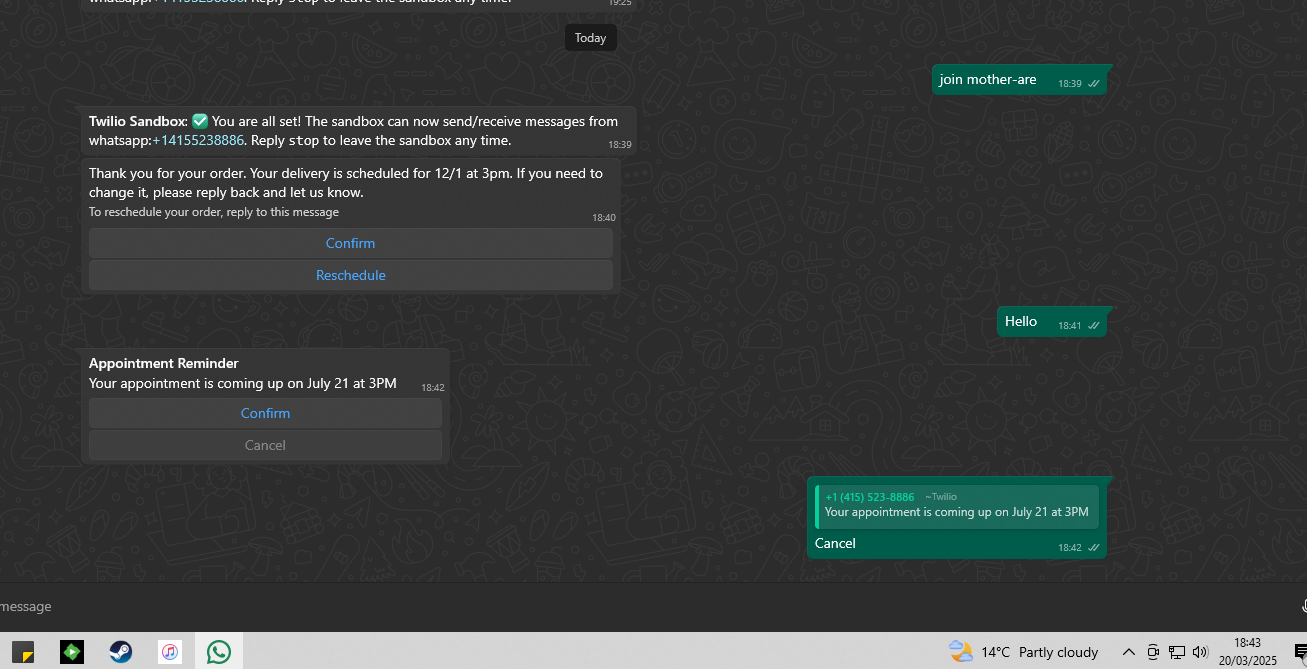 whatsapp:+14155238886. Reply stop to leave the sandbox any time.
19:25
Today
join mother-are 18:39
Twilio Sandbox: ✅ You are all set! The sandbox can now send/receive messages from
whatsapp:+14155238886. Reply stop to leave the sandbox any time.
18:39
Thank you for your order. Your delivery is scheduled for 12/1 at 3pm. If you need to
change it, please reply back and let us know.
To reschedule your order, reply to this message
18:40
Confirm
Reschedule
Hello 18:41
Appointment Reminder
Your appointment is coming up on July 21 at 3PM 18:42
Confirm
Cancel
+1 (415) 523-8886 ~Twilio
Your appointment is coming up on July 21 at 3PM
Cancel 18:42
message
14°C Partly cloudy
18:43
20/03/2025